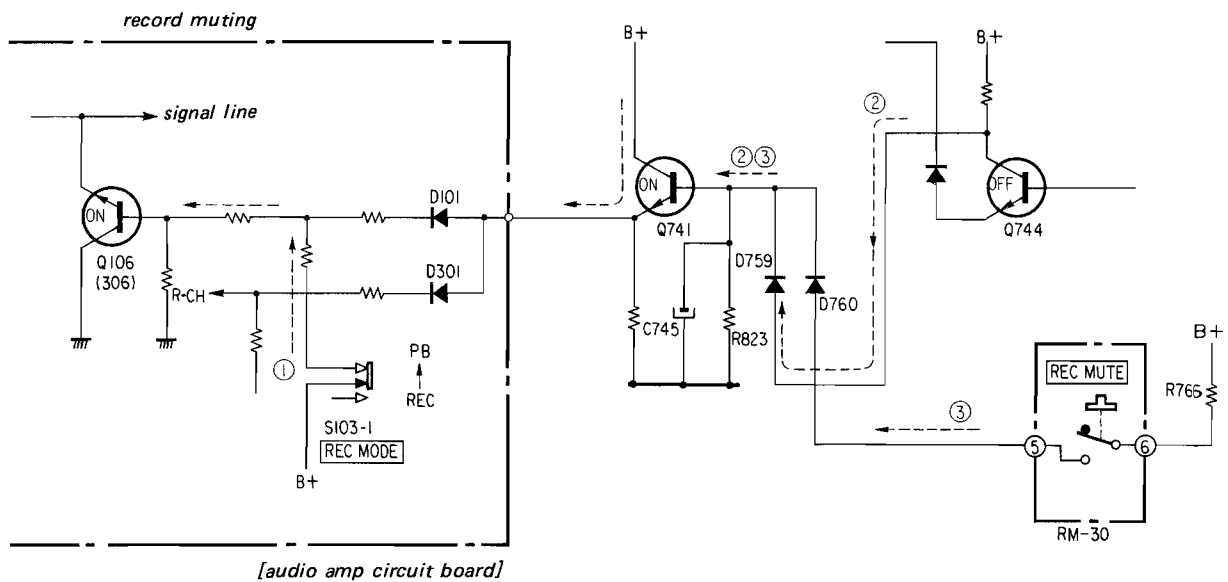 record muting
B+
B+
②
signal line
②③
ON
OFF
D101
ON
Q741
Q744
Q106
(306)
D301
D759
R-CH
D760
C745
R823
B+
PB
①
REC
REC MUTE
R766
S103-1
③
REC MODE
⑤
⑥
B+
RM-30
[audio amp circuit board]